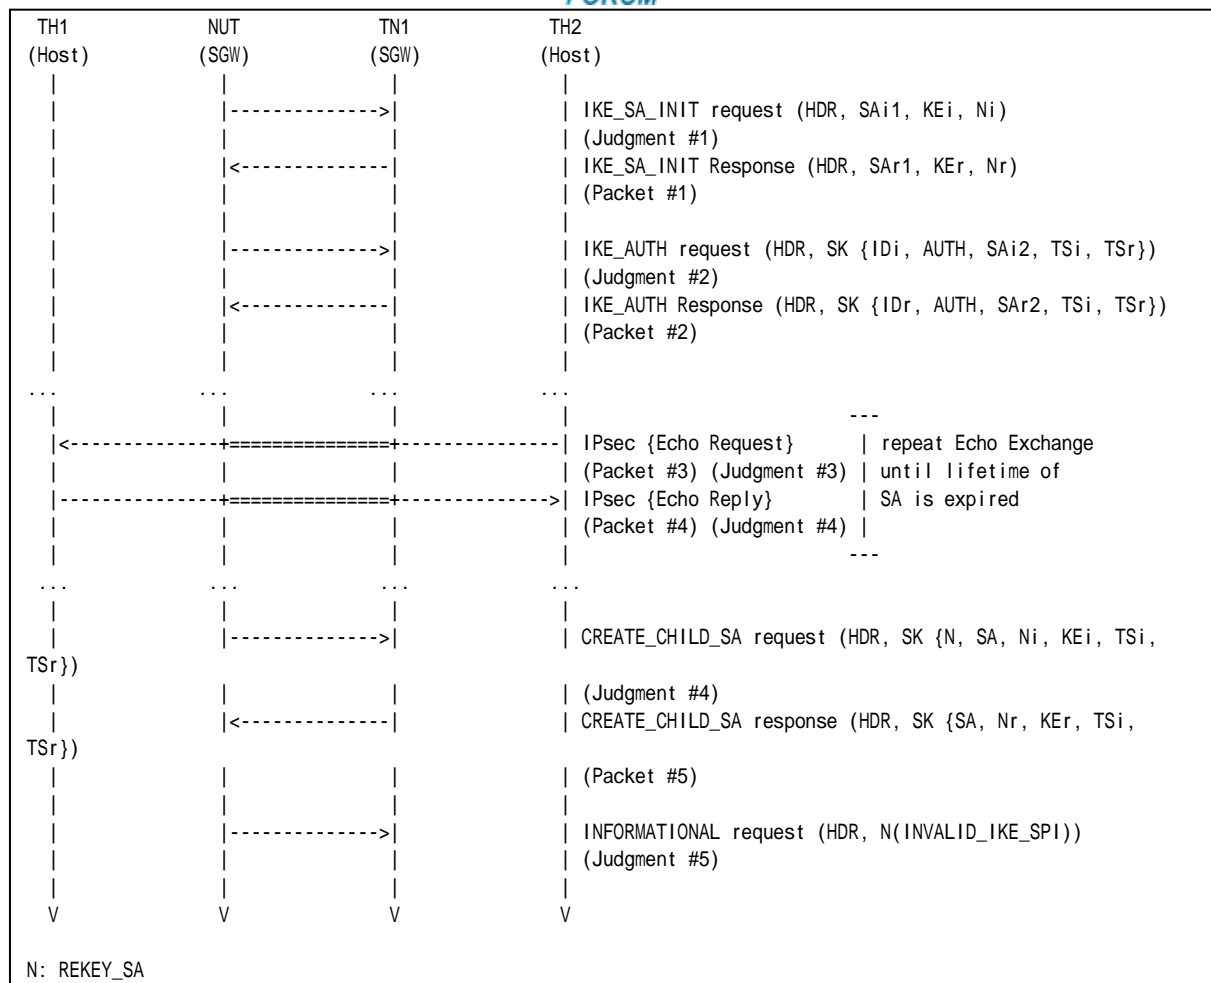 FORUM
TH1 NUT TN1 TH2
(Host) (SGW) (SGW) (Host)
| | | |
| |-------------->| | IKE_SA_INIT request (HDR, SAi1, KEi, Ni)
| | | | (Judgment #1)
| |<--------------| | IKE_SA_INIT Response (HDR, SAr1, KEr, Nr)
| | | | (Packet #1)
| | | |
| |-------------->| | IKE_AUTH request (HDR, SK {IDi, AUTH, SAi2, TSi, TSr})
| | | | (Judgment #2)
| |<--------------| | IKE_AUTH Response (HDR, SK {IDr, AUTH, SAr2, TSi, TSr})
| | | | (Packet #2)
| | | |
... ... ... ...
| | | | ---
|<--------------+===============+---------------| IPsec {Echo Request} | repeat Echo Exchange
| | | | (Packet #3) (Judgment #3) | until lifetime of
|---------------+===============+-------------->| IPsec {Echo Reply} | SA is expired
| | | | (Packet #4) (Judgment #4) |
| | | | ---
... ... ... ...
| | | |
| |-------------->| | CREATE_CHILD_SA request (HDR, SK {N, SA, Ni, KEi, TSi,
TSr})
| | | | (Judgment #4)
| |<--------------| | CREATE_CHILD_SA response (HDR, SK {SA, Nr, KEr, TSi,
TSr})
| | | | (Packet #5)
| | | |
| |-------------->| | INFORMATIONAL request (HDR, N(INVALID_IKE_SPI))
| | | | (Judgment #5)
| | | |
V V V V
N: REKEY_SA